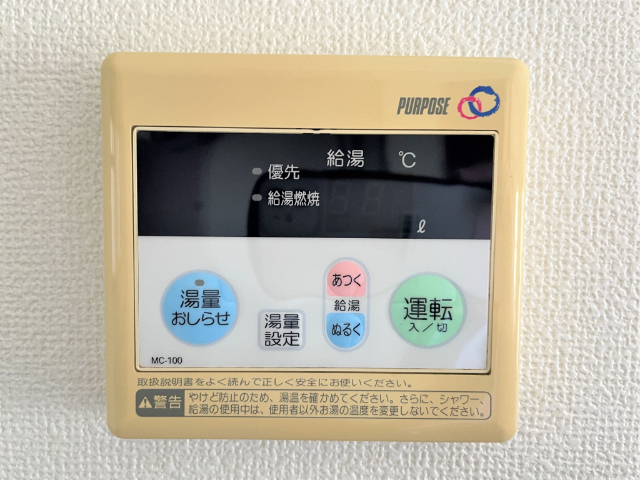 PURPOSE
給湯 ℃
優先
給湯燃焼
ℓ
湯量
おしらせ
湯量
設定
あつく
給湯
ぬるく
運転
入／切
MC-100
取扱説明書をよく読んで正しく安全にお使いください。
警告
やけど防止のため、湯温を確かめてください。さらに、シャワー、
給湯の使用中は、使用者以外お湯の温度を変更しないでください。